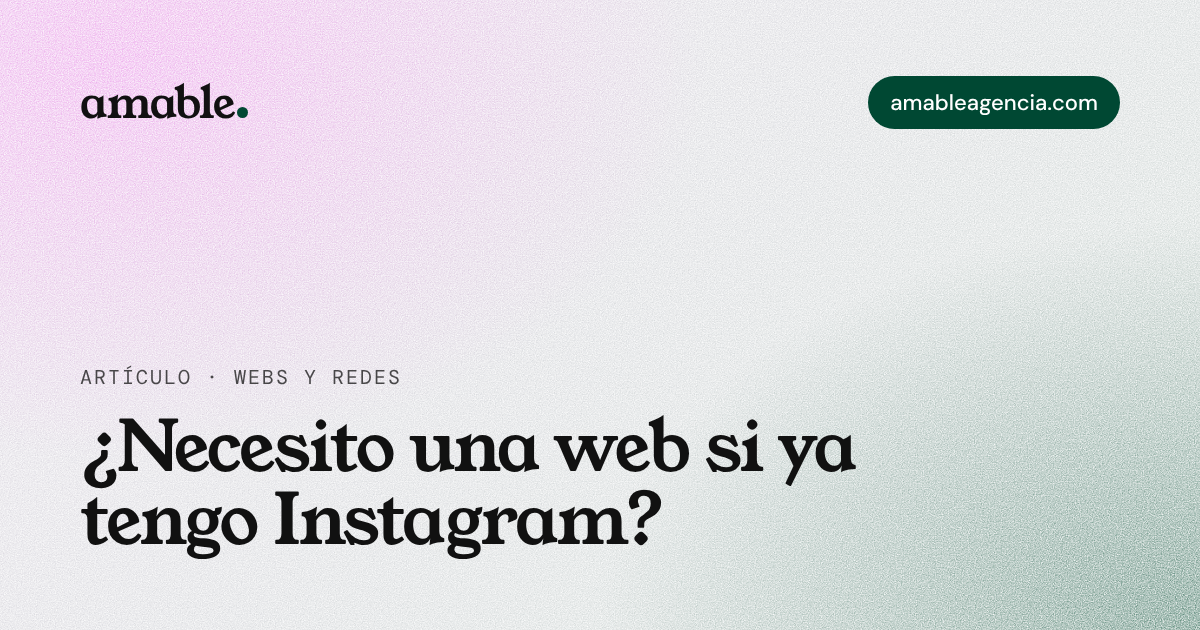 amable.
amableagencia.com
ARTÍCULO · WEBS Y REDES
¿Necesito una web si ya
tengo Instagram?